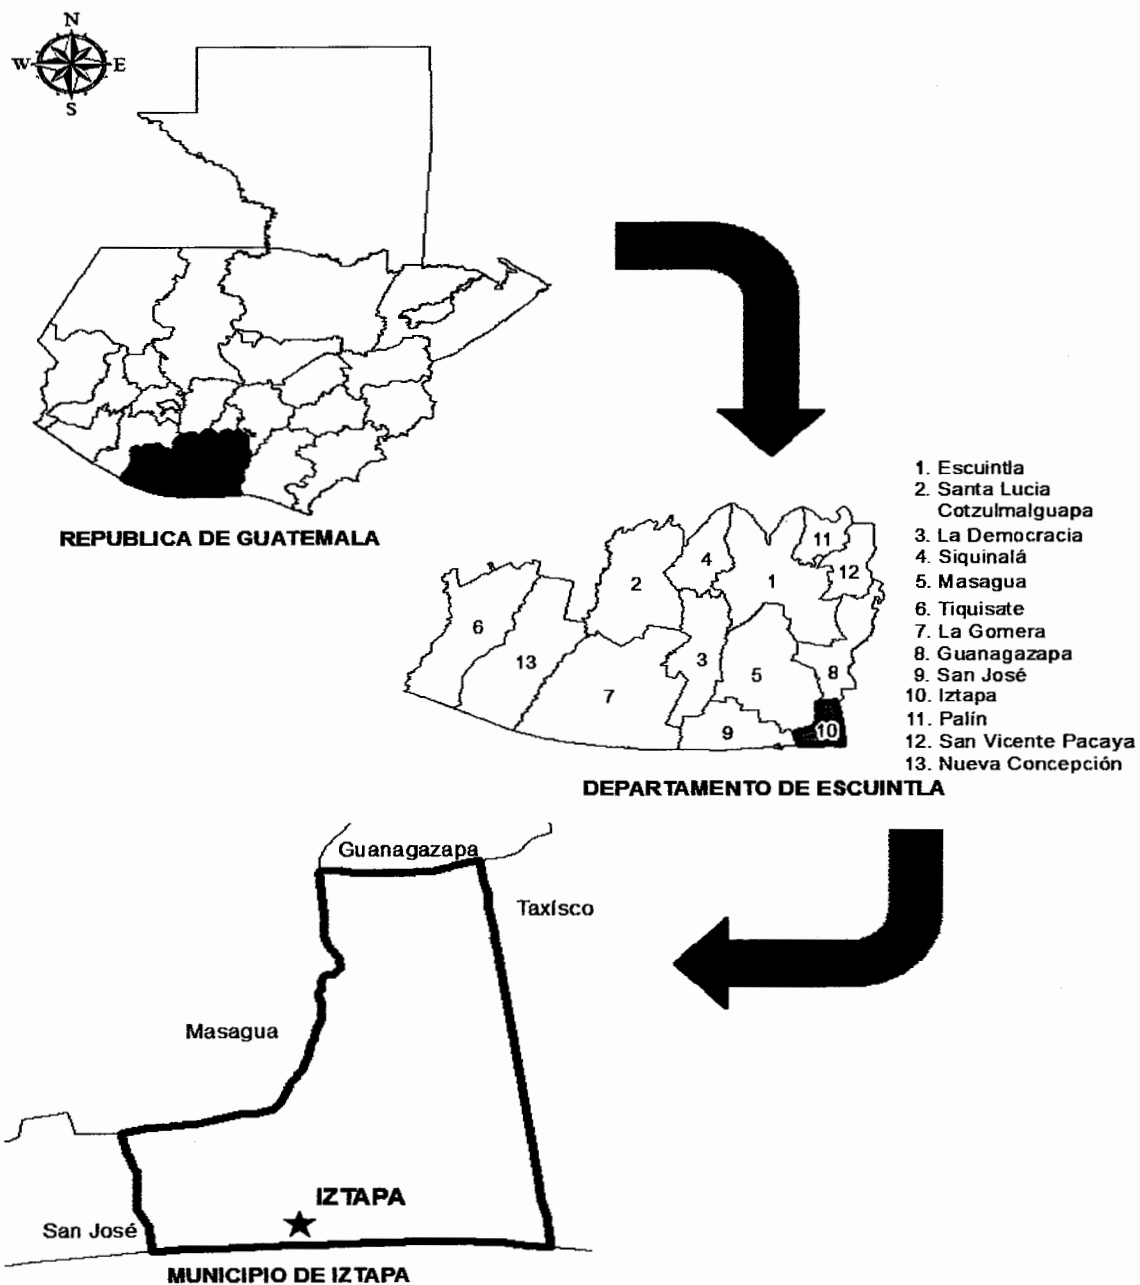 N
W E
S
REPUBLICA DE GUATEMALA
1. Escuintla
2. Santa Lucia
Cotzulmalguapa
3. La Democracia
4. Siquinalá
5. Masagua
6. Tiquisate
7. La Gomera
8. Guanagazapa
9. San José
10. Iztapa
11. Palín
12. San Vicente Pacaya
13. Nueva Concepción
11
4
12
2
1
6
13
3
8
5
7
9
10
DEPARTAMENTO DE ESCUINTLA
Guanagazapa
Taxísco
Masagua
IZTAPA
San José
MUNICIPIO DE IZTAPA